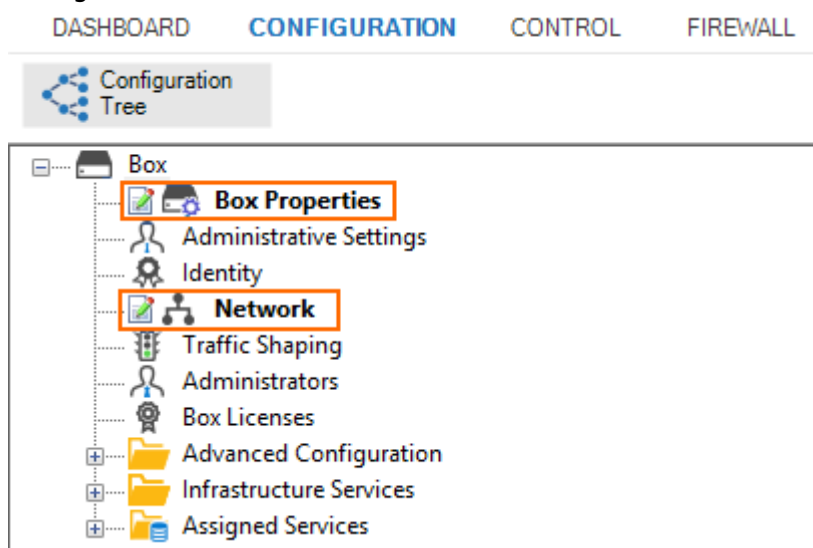 DASHBOARD CONFIGURATION CONTROL FIREWALL
Configuration
Tree
Box
Box Properties
Administrative Settings
Identity
Network
Traffic Shaping
Administrators
Box Licenses
Advanced Configuration
Infrastructure Services
Assigned Services